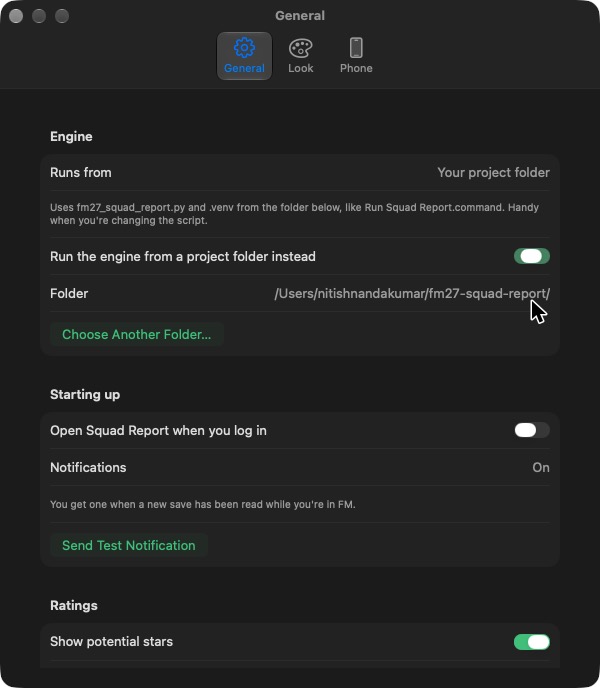 General
General
Look
Phone
Engine
Runs from
Your project folder
Uses fm27_squad_report.py and .venv from the folder below, like Run Squad Report.command. Handy
when you're changing the script.
Run the engine from a project folder instead
Folder
/Users/nitishnandakumar/fm27-squad-report/
Choose Another Folder...
Starting up
Open Squad Report when you log in
Notifications
On
You get one when a new save has been read while you're in FM.
Send Test Notification
Ratings
Show potential stars